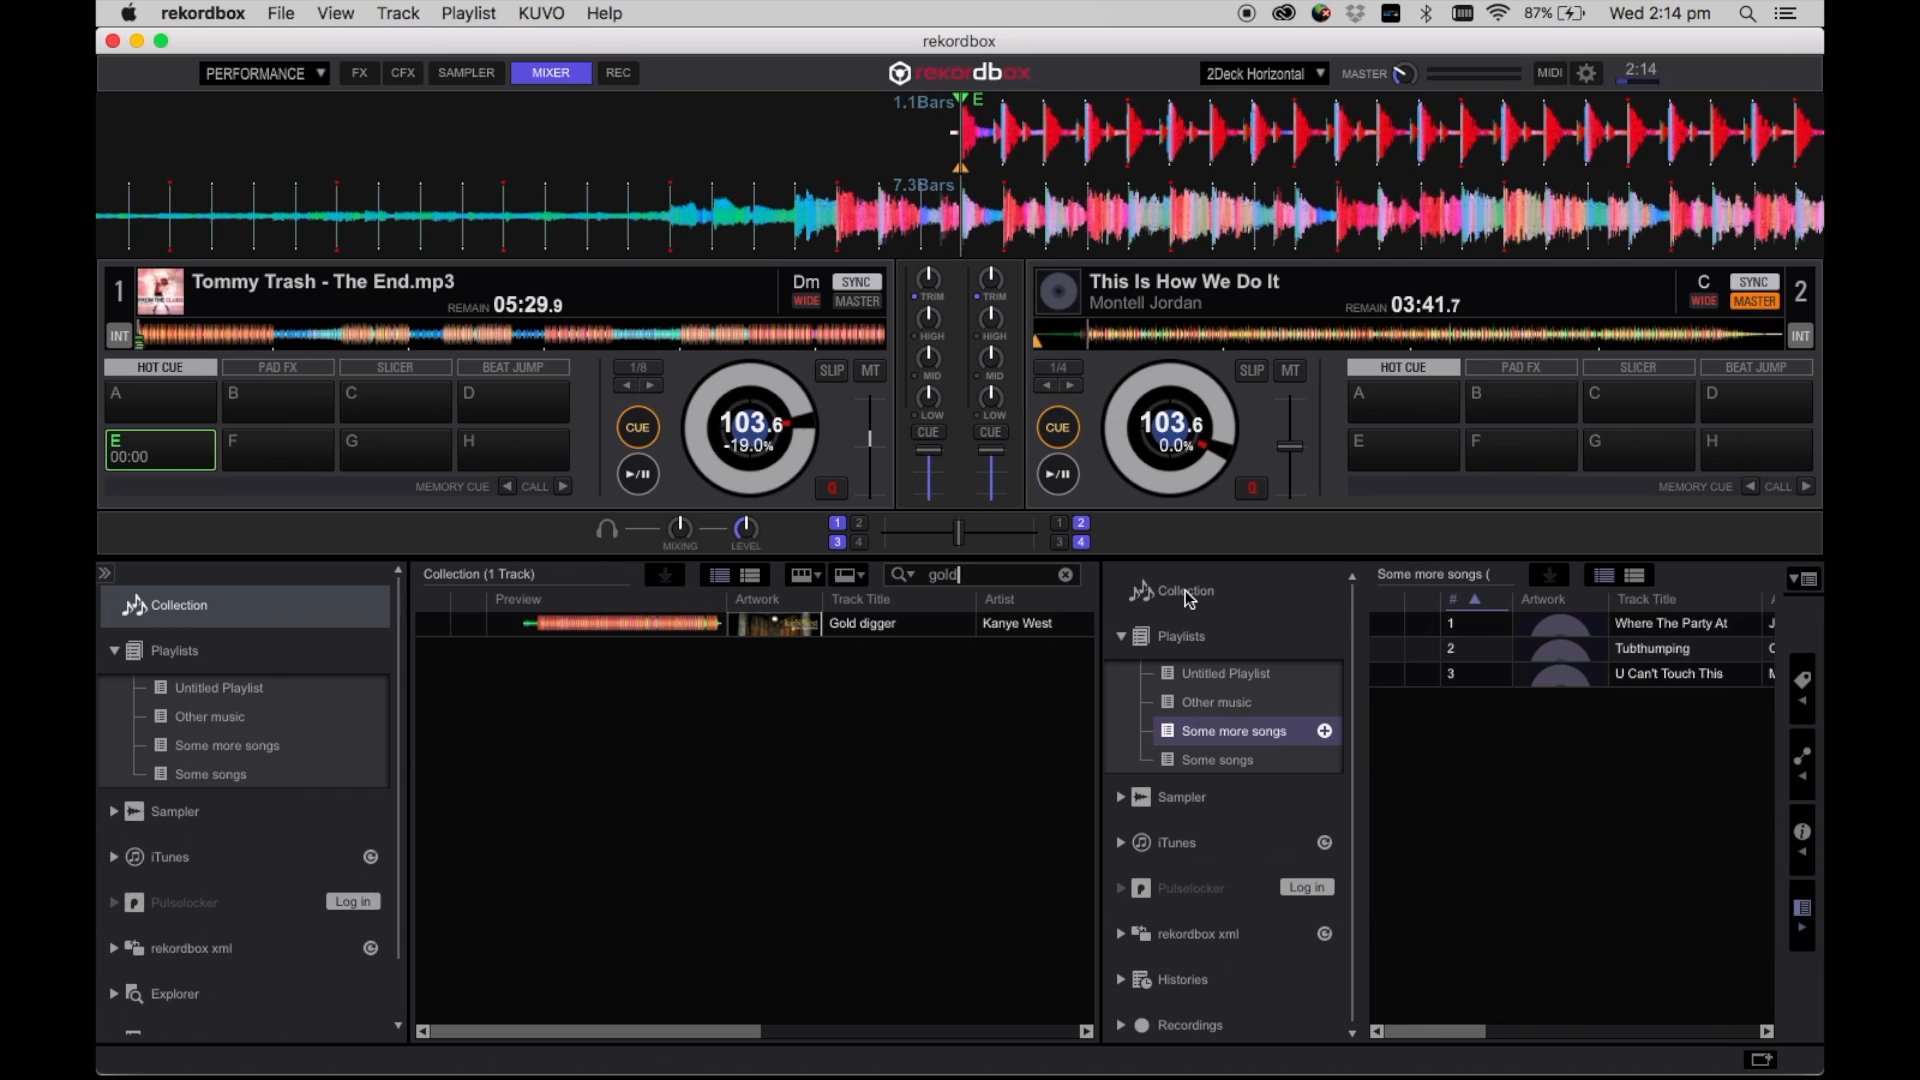 rekordbox File View Track Playlist KUVO Help 87% Wed 2:14 pm
rekordbox
PERFORMANCE FX CFX SAMPLER MIXER REC rekordbox 2Deck Horizontal MASTER MIDI 2:14
1.1Bars E
7.3Bars
1 Tommy Trash - The End.mp3 REMAIN 05:29.9 Dm WIDE SYNC MASTER
INT
HOT CUE PAD FX SLICER BEAT JUMP
A B C D
E 00:00 F G H
MEMORY CUE CALL
1/8
CUE
103.6
-19.0%
SLIP MT
Q
TRIM TRIM
HIGH HIGH
MID MID
LOW LOW
CUE CUE
This Is How We Do It
Montell Jordan REMAIN 03:41.7 C WIDE SYNC MASTER 2
INT
1/4
CUE
103.6
0.0%
SLIP MT
Q
HOT CUE PAD FX SLICER BEAT JUMP
A B C D
E F G H
MEMORY CUE CALL
MIXING LEVEL
1 2
3 4
1 2
3 4
Collection
Playlists
Untitled Playlist
Other music
Some more songs
Some songs
Sampler
iTunes
Pulselocker Log in
rekordbox xml
Explorer
Collection (1 Track) gold
Preview Artwork Track Title Artist
Gold digger Kanye West
Collection
Playlists
Untitled Playlist
Other music
Some more songs
Some songs
Sampler
iTunes
Pulselocker Log in
rekordbox xml
Histories
Recordings
Some more songs (
# Artwork Track Title
1 Where The Party At
2 Tubthumping
3 U Can't Touch This